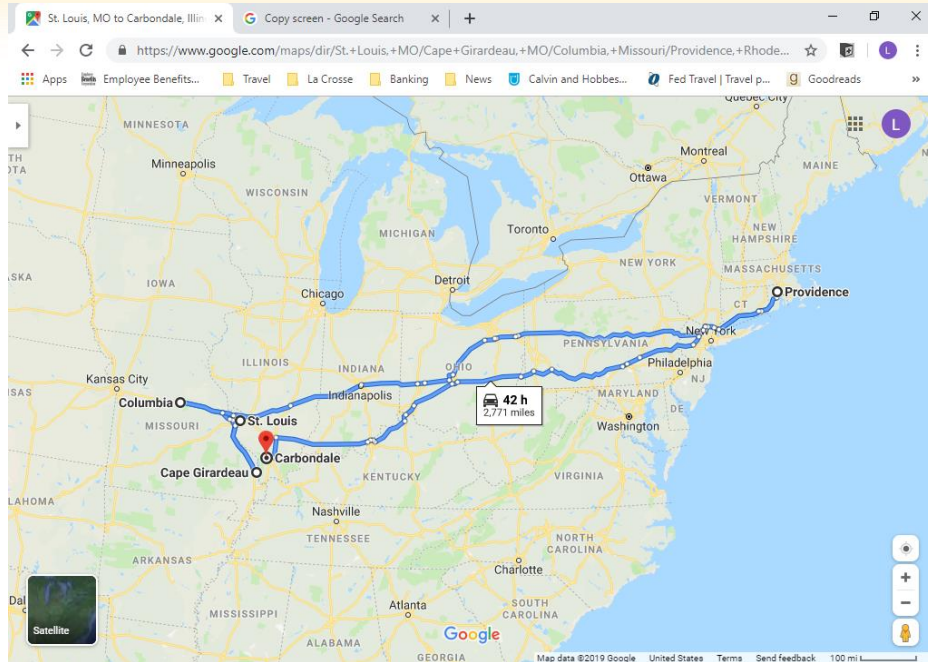 St. Louis, MO to Carbondale, Illin
Copy screen - Google Search
https://www.google.com/maps/dir/St.+Louis,+MO/Cape+Girardeau,+MO/Columbia,+Missouri/Providence,+Rhode...
Apps
Employee Benefits...
Travel
La Crosse
Banking
News
Calvin and Hobbes...
Fed Travel | Travel p...
g Goodreads
»
L
L
Quebec City
MINNESOTA
Montreal
MAINE
Minneapolis
Ottawa
VERMONT
WISCONSIN
NEW
HAMPSHIRE
Toronto
MICHIGAN
NEW YORK
MASSACHUSETTS
Detroit
IOWA
Chicago
CT
Providence
New York
PENNSYLVANIA
ILLINOIS
INDIANA
OHIO
Philadelphia
Kansas City
NJ
Indianapolis
MARYLAND
42 h
2,771 miles
DE
Columbia
St. Louis
Washington
MISSOURI
Carbondale
Cape Girardeau
KENTUCKY
VIRGINIA
LAHOMA
Nashville
TENNESSEE
NORTH
CAROLINA
ARKANSAS
Charlotte
Dal
Satellite
MISSISSIPPI
Atlanta
SOUTH
CAROLINA
ALABAMA
Google
GEORGIA
Map data ©2019 Google United States Terms Send feedback 100 mi